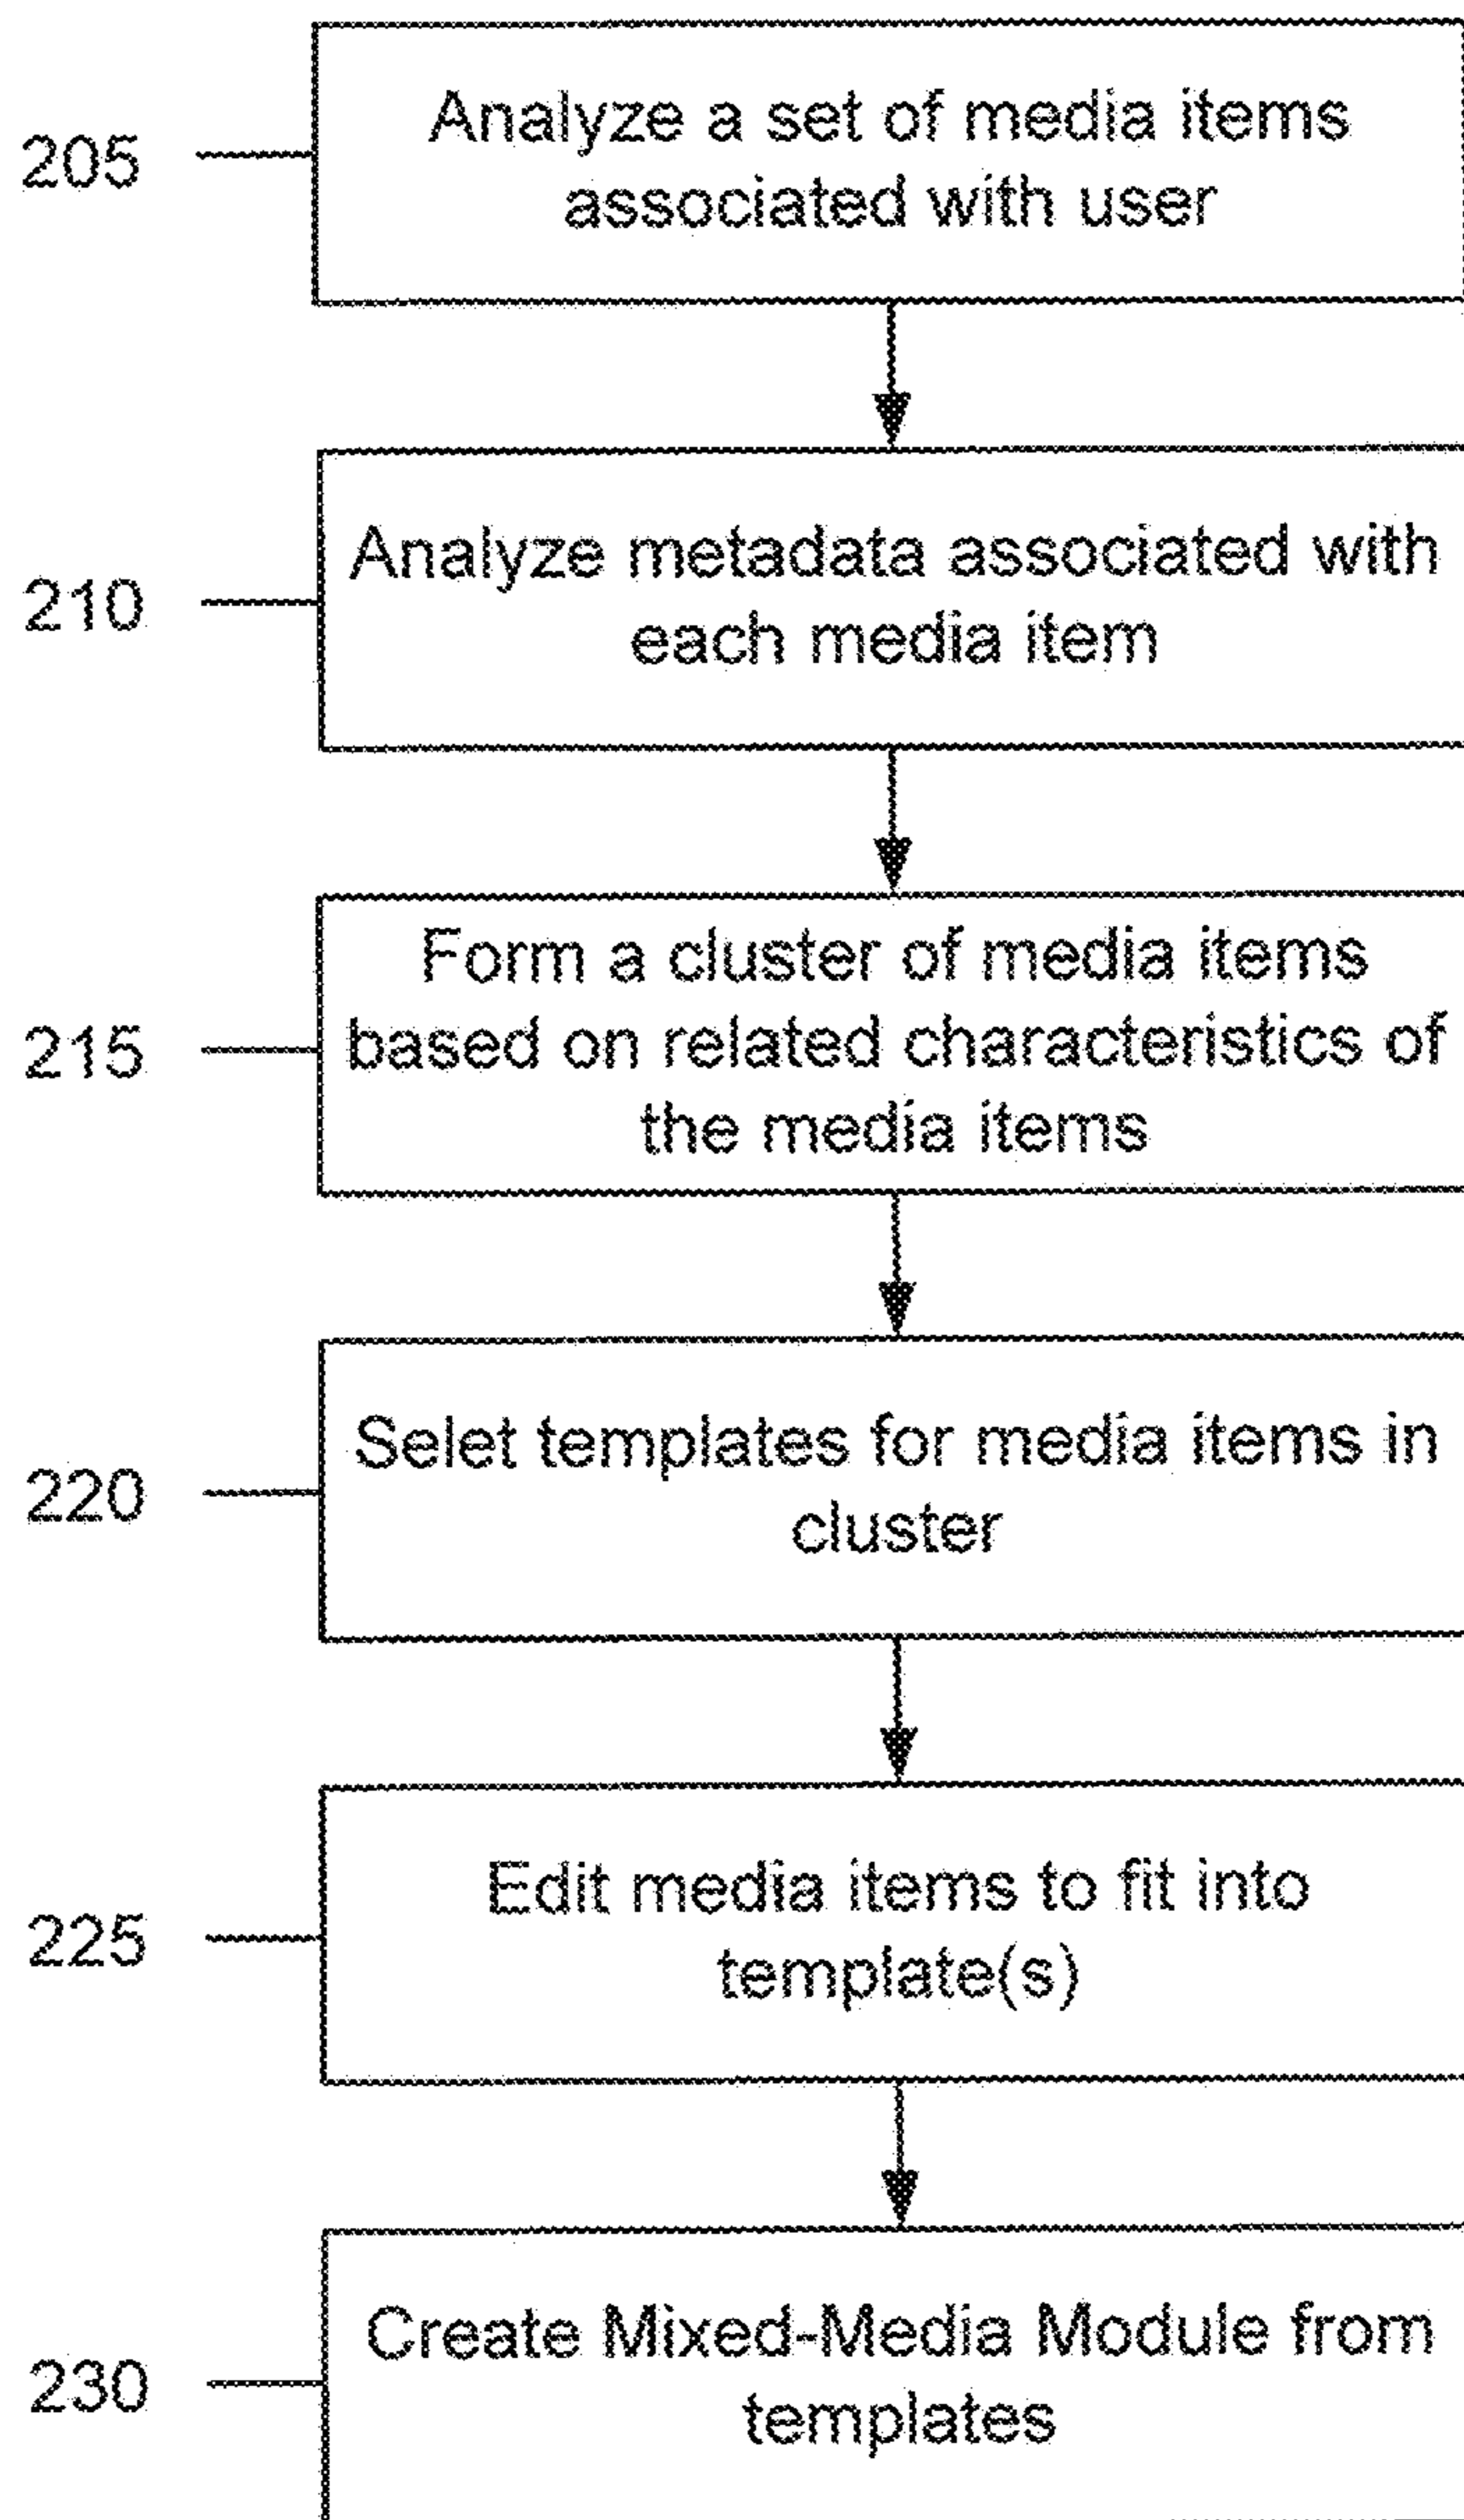 205
Analyze a set of media items
associated with user
210
Analyze metadata associated with
each media item
215
Form a cluster of media items
based on related characteristics of
the media items
220
Selet templates for media items in
cluster
225
Edit media items to fit into
template(s)
230
Create Mixed-Media Module from
templates